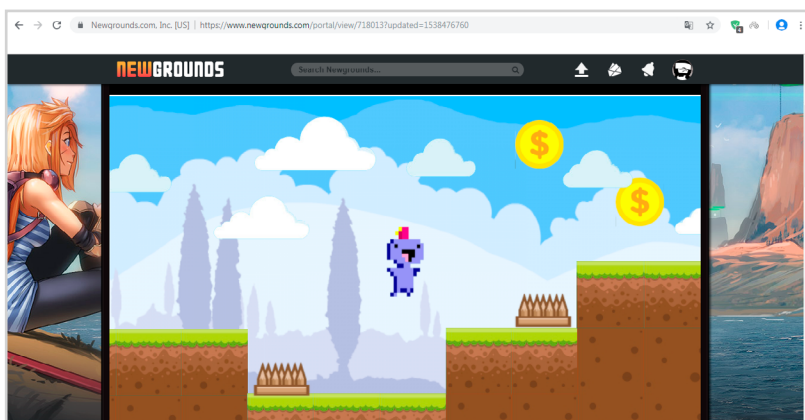 Newgrounds.com, Inc. [US] | https://www.newgrounds.com/portal/view/718013?updated=1538476760
NEWGROUNDS
Search Newgrounds...
$
$